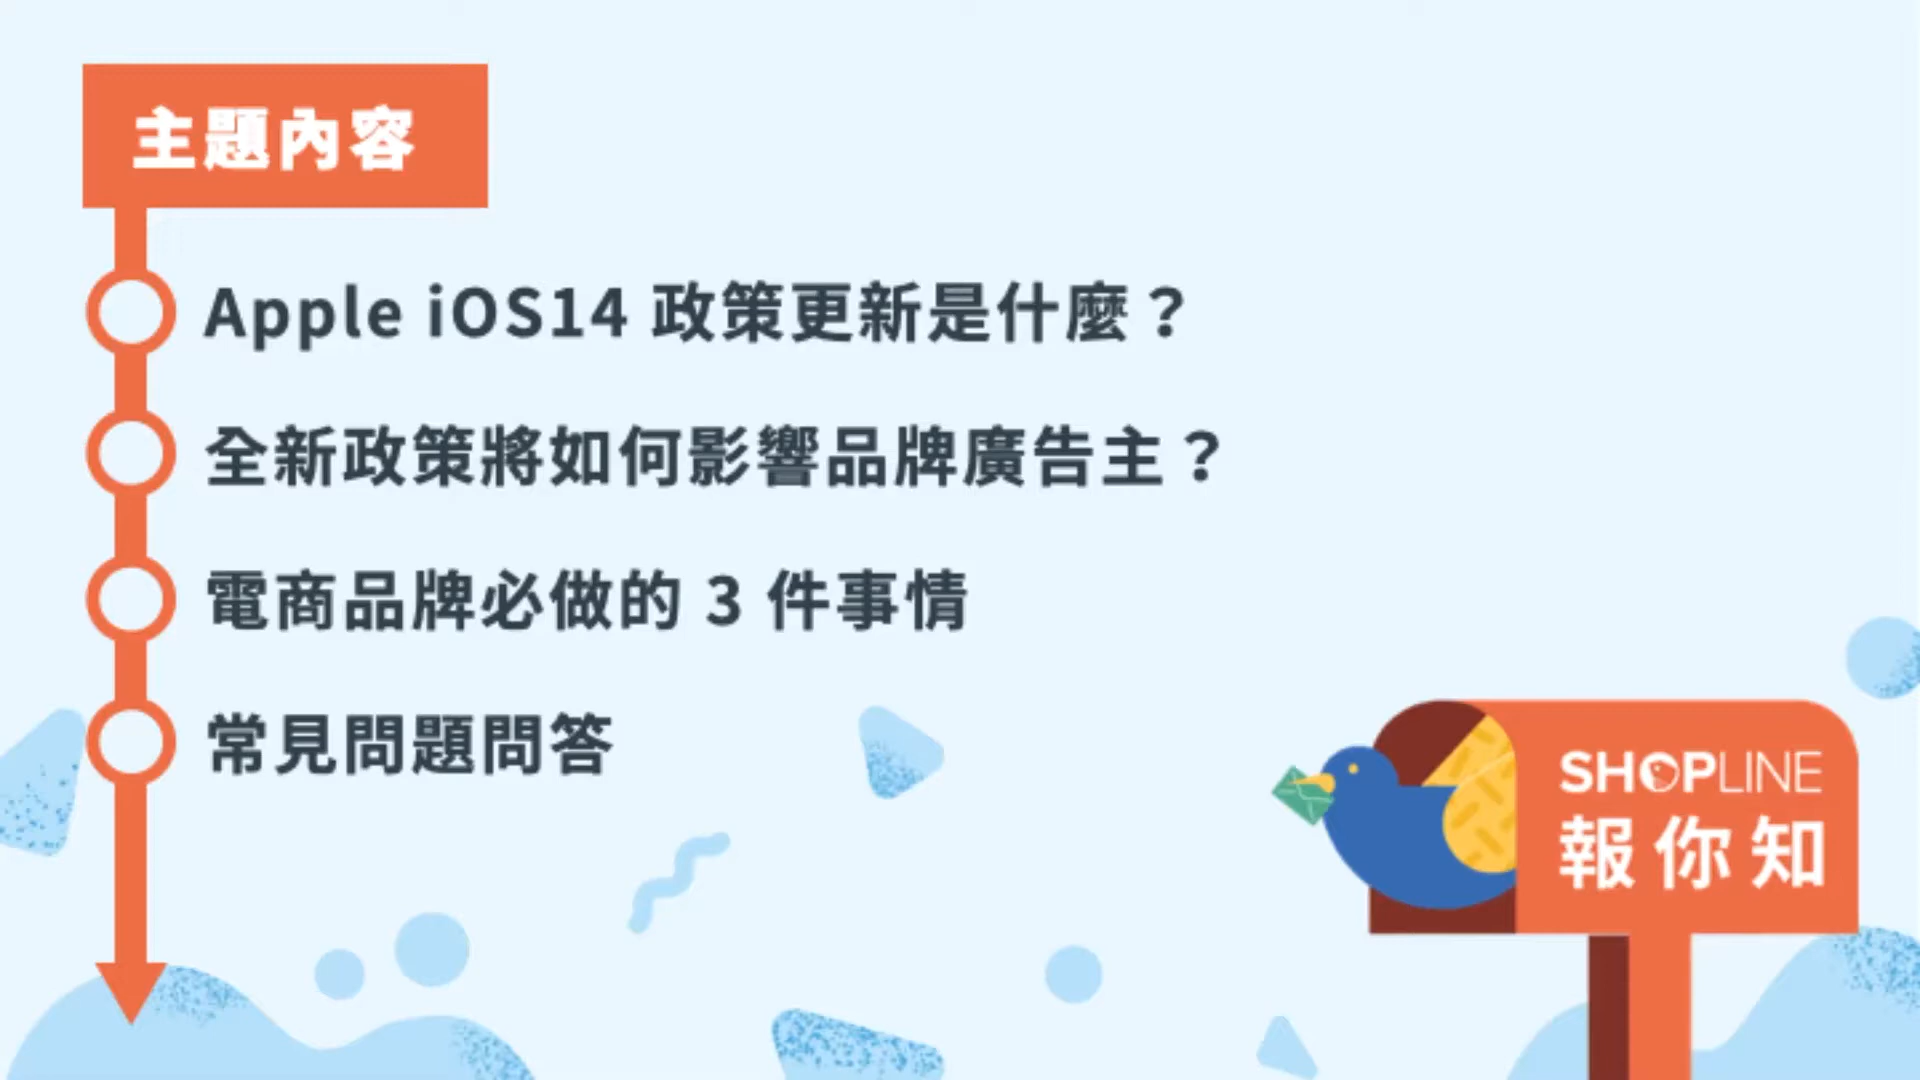 主題內容
Apple iOS14 政策更新是什麼？
全新政策將如何影響品牌廣告主？
電商品牌必做的 3 件事情
常見問題問答
SHOPLINE
報你知